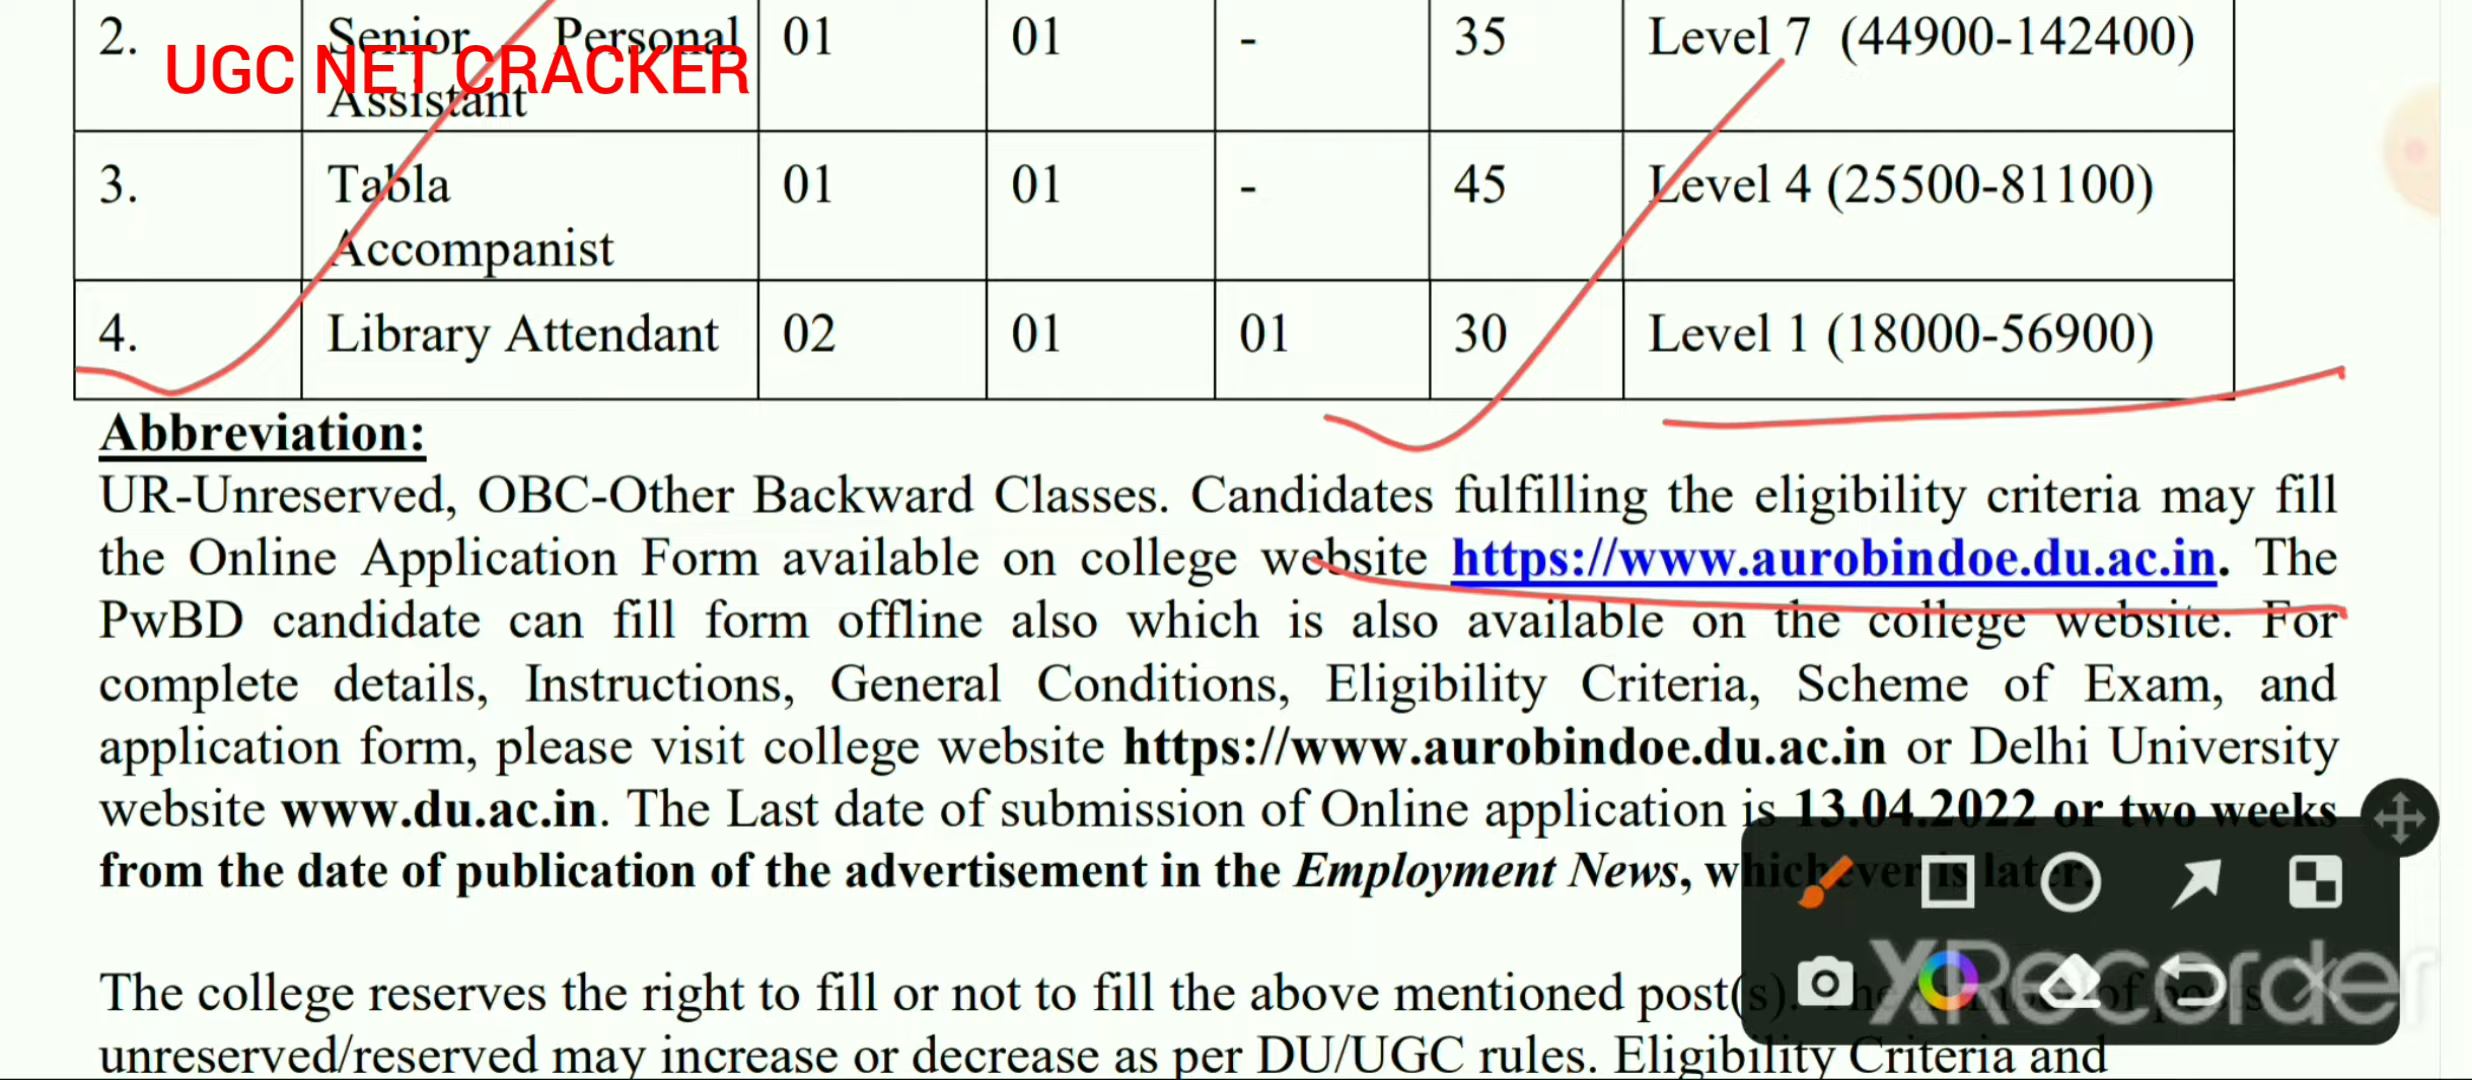 2. Senior Personal Assistant 01 01 - 35 Level 7 (44900-142400)
UGC NET CRACKER
3. Tabla Accompanist 01 01 - 45 Level 4 (25500-81100)
4. Library Attendant 02 01 01 30 Level 1 (18000-56900)
Abbreviation:
UR-Unreserved, OBC-Other Backward Classes. Candidates fulfilling the eligibility criteria may fill
the Online Application Form available on college website https://www.aurobindoe.du.ac.in. The
PwBD candidate can fill form offline also which is also available on the college website. For
complete details, Instructions, General Conditions, Eligibility Criteria, Scheme of Exam, and
application form, please visit college website https://www.aurobindoe.du.ac.in or Delhi University
website www.du.ac.in. The Last date of submission of Online application is 13.04.2022 or two weeks
from the date of publication of the advertisement in the Employment News, whichever is later.
The college reserves the right to fill or not to fill the above mentioned post(s). of posts
XRecorder
unreserved/reserved may increase or decrease as per DU/UGC rules. Eligibility Criteria and